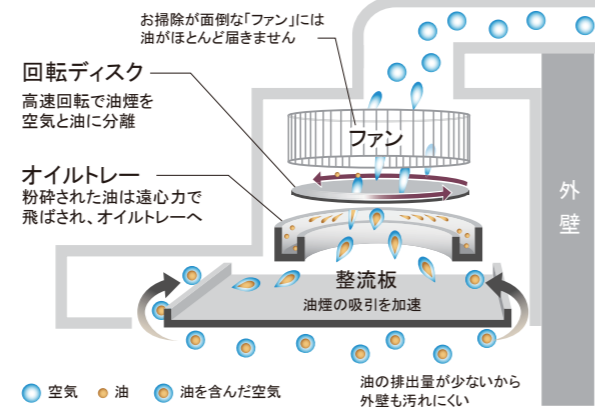 お掃除が面倒な「ファン」には
油がほとんど届きません
回転ディスク
高速回転で油煙を
空気と油に分離
ファン
オイルトレー
粉砕された油は遠心力で
飛ばされ、オイルトレーへ
外壁
整流板
油煙の吸引を加速
空気
油
油を含んだ空気
油の排出量が少ないから
外壁も汚れにくい